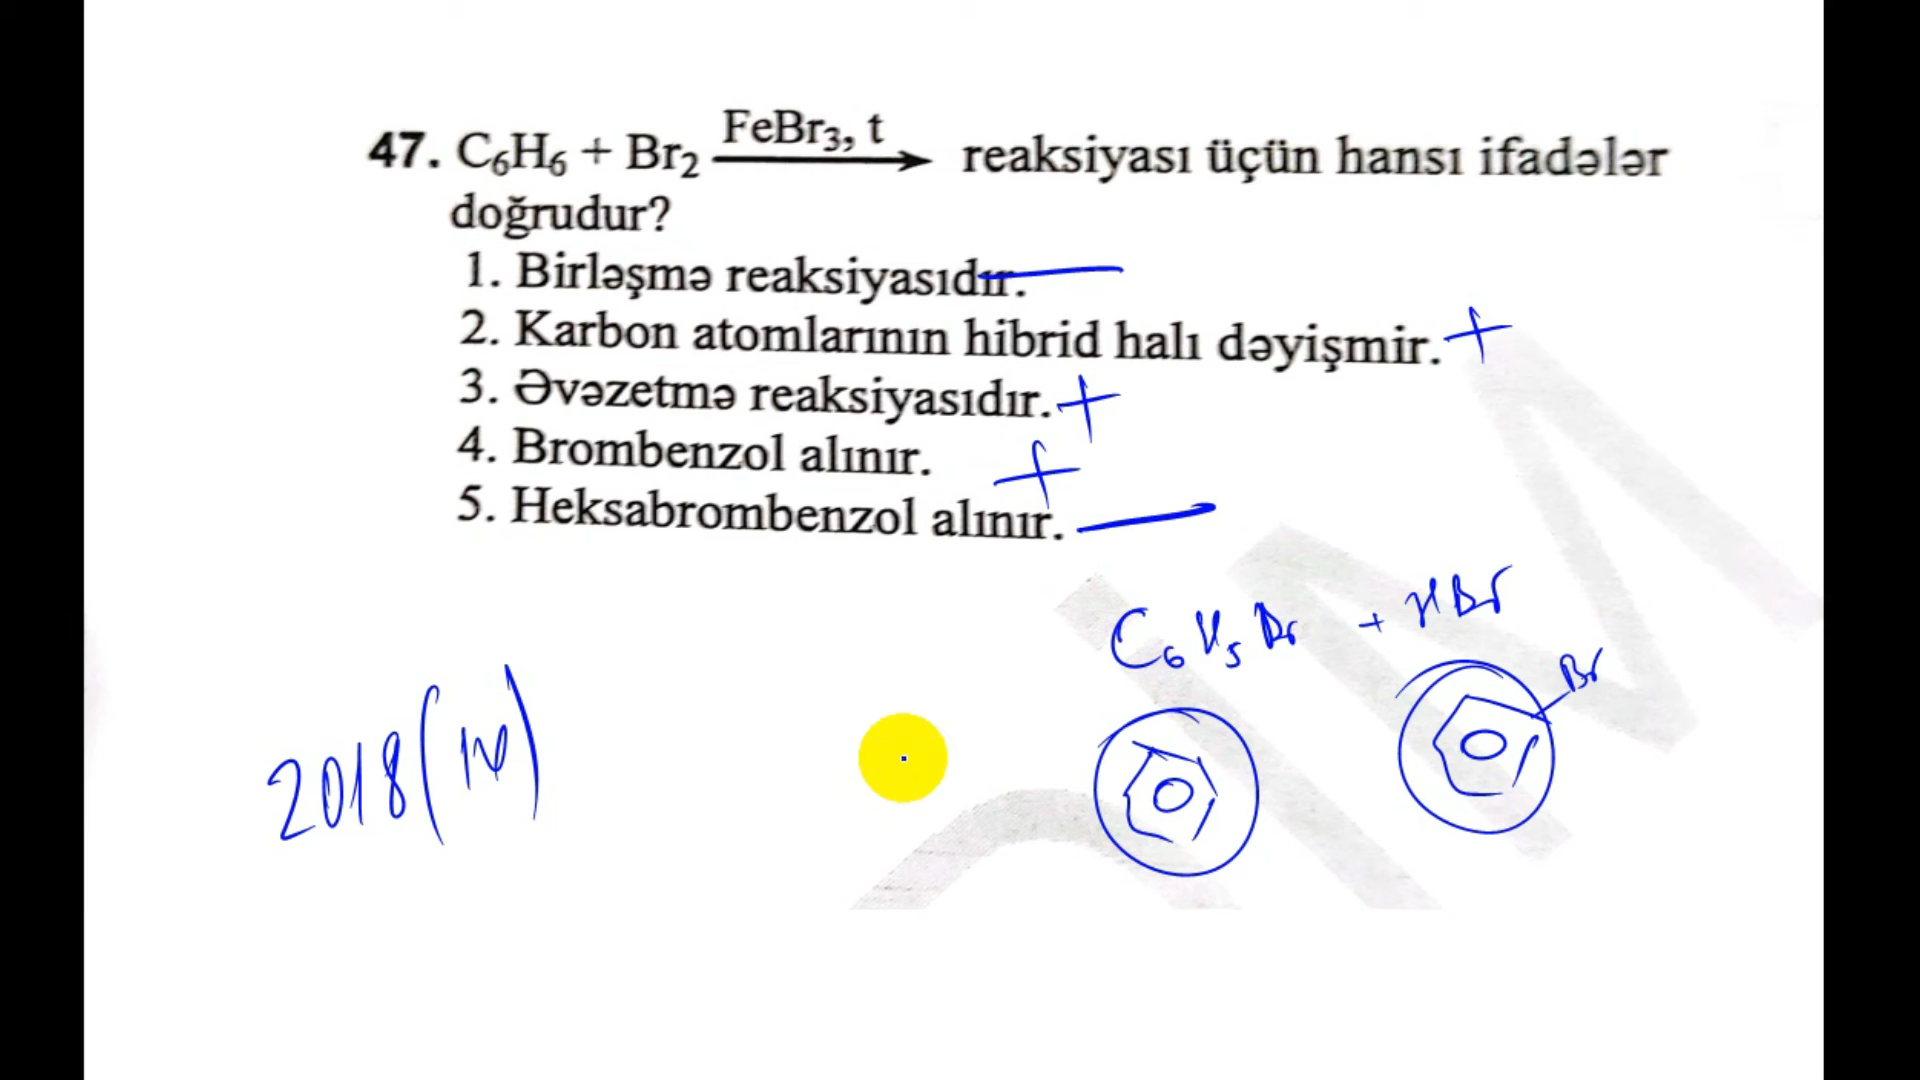 47. C₆H₆ + Br₂ FeBr₃, t → reaksiyası üçün hansı ifadələr
doğrudur?
1. Birləşmə reaksiyasıdır. —
2. Karbon atomlarının hibrid halı dəyişmir. +
3. Əvəzetmə reaksiyasıdır. +
4. Brombenzol alınır. +
5. Heksabrombenzol alınır. —
C₆H₅Br + HBr
Br
2018(IV)